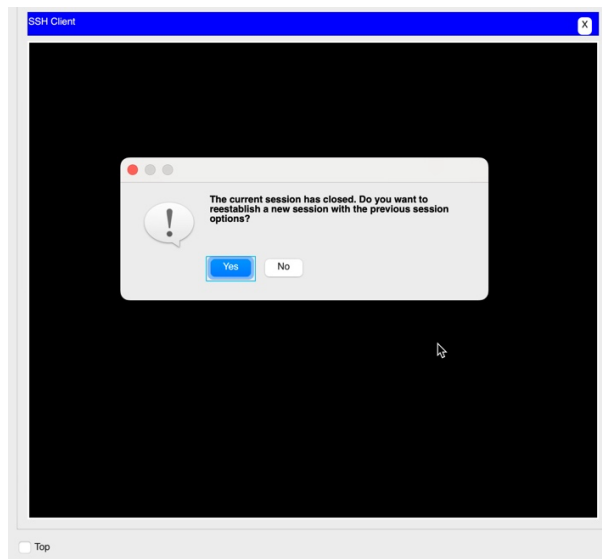 SSH Client
X
The current session has closed. Do you want to
reestablish a new session with the previous session
options?
Yes No
Top